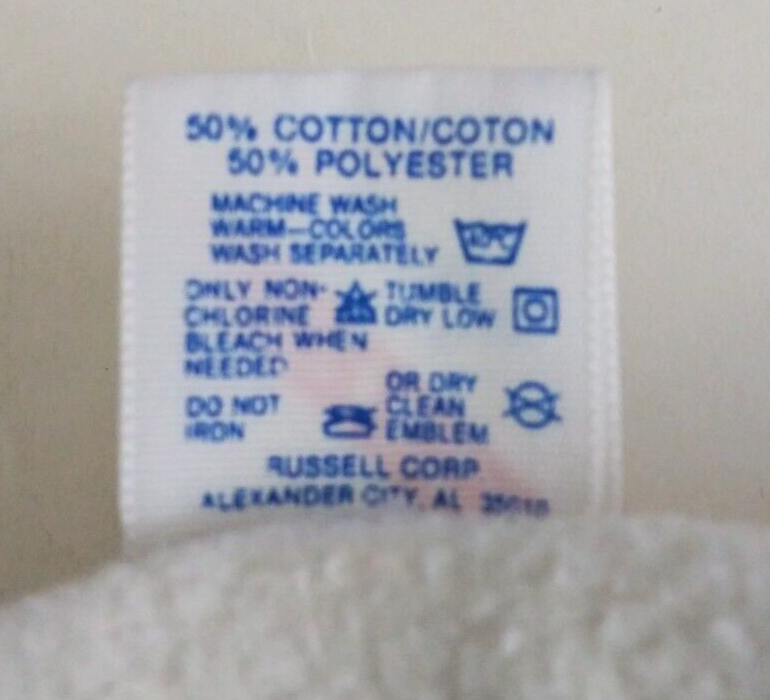 50% COTTON/COTON
50% POLYESTER
MACHINE WASH
WARM—COLORS
WASH SEPARATELY
ONLY NON-
CHLORINE
BLEACH WHEN
NEEDED
TUMBLE
DRY LOW
DO NOT
IRON
OR DRY
CLEAN
EMBLEM
RUSSELL CORP
ALEXANDER CITY, AL